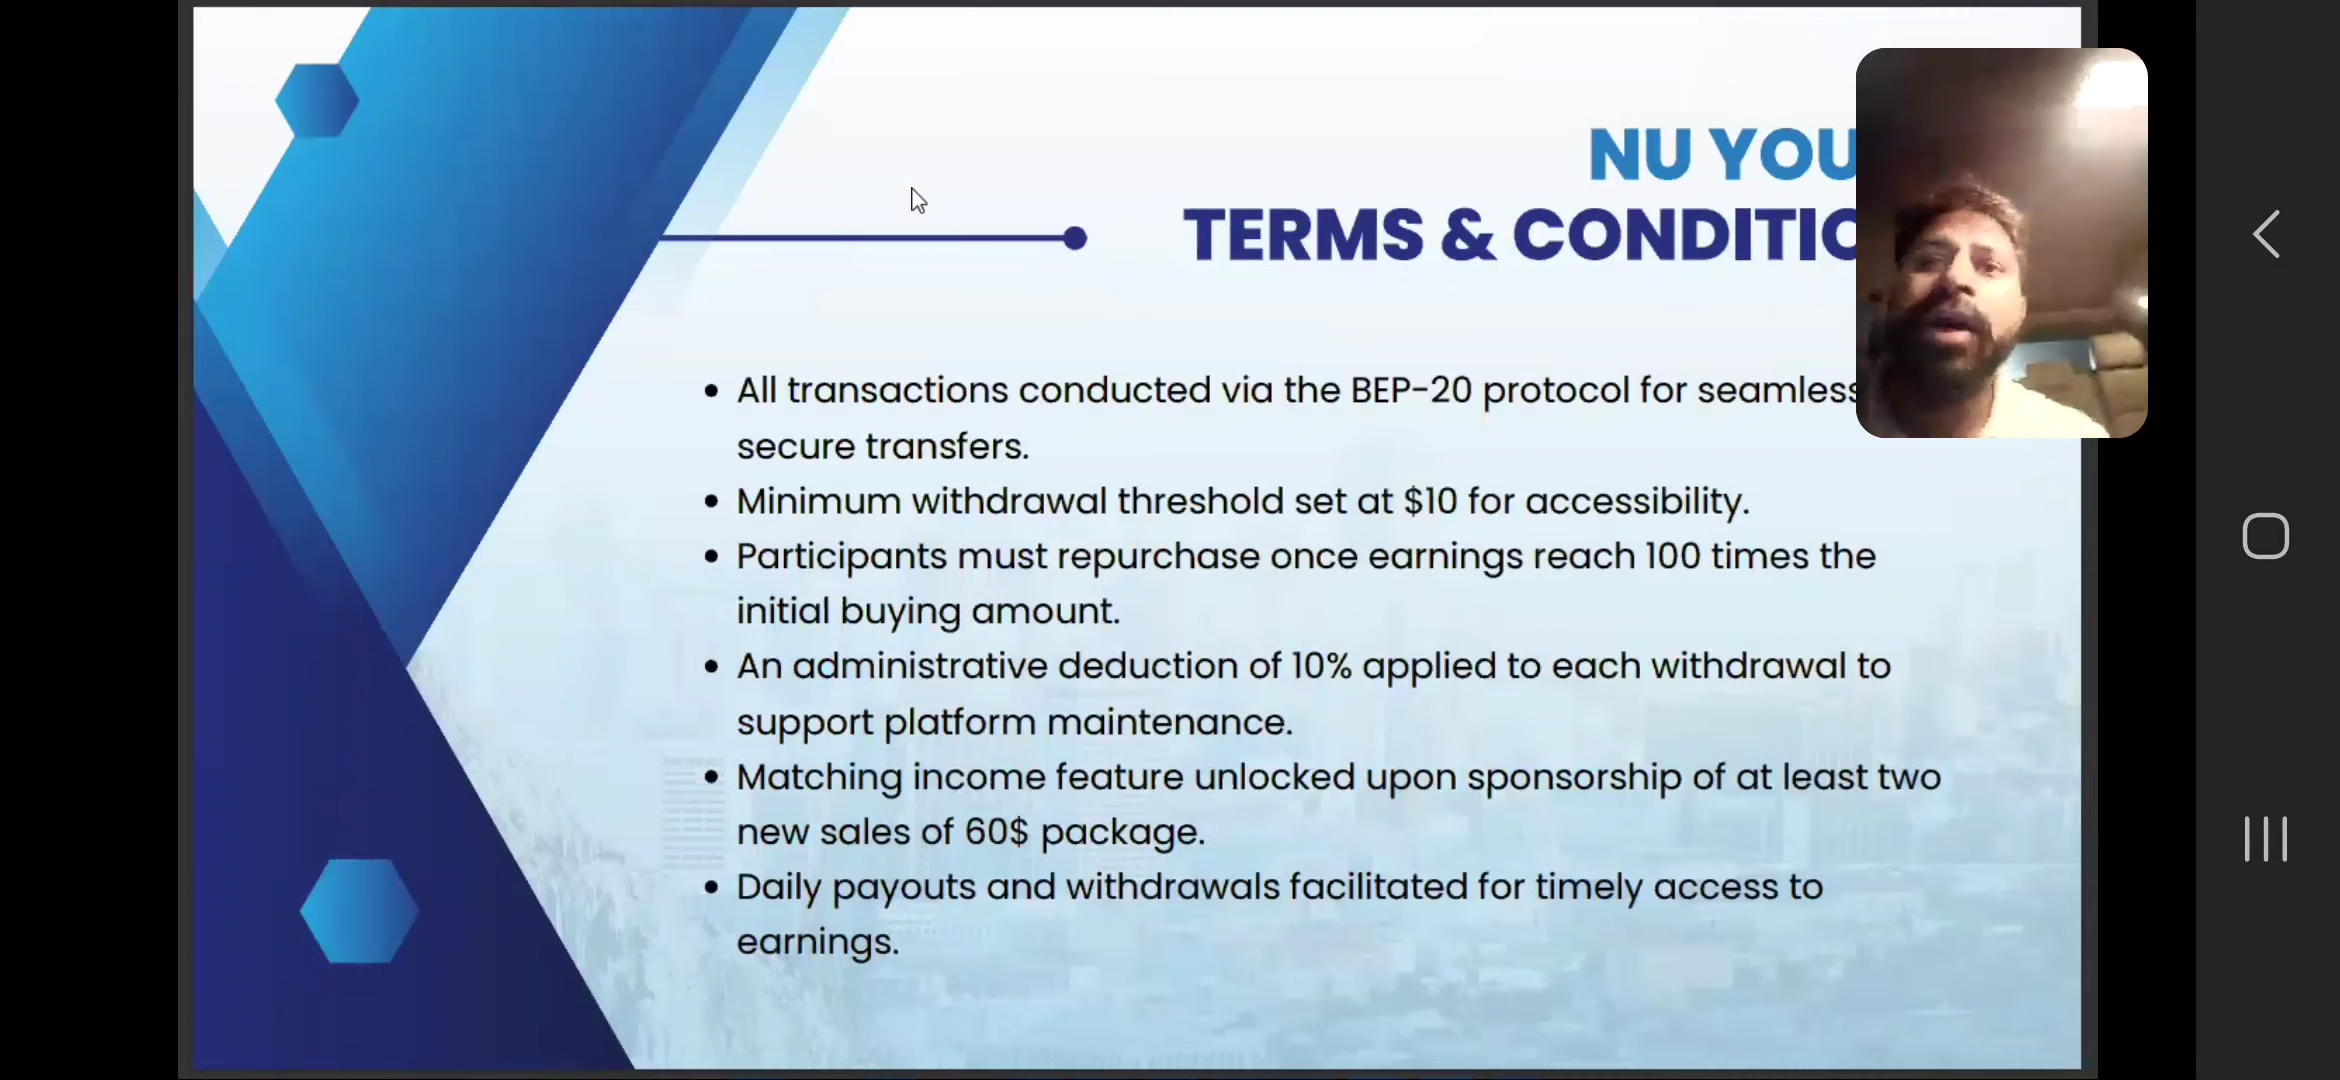 NU YOU
TERMS & CONDITIO
• All transactions conducted via the BEP-20 protocol for seamless
secure transfers.
• Minimum withdrawal threshold set at $10 for accessibility.
• Participants must repurchase once earnings reach 100 times the
initial buying amount.
• An administrative deduction of 10% applied to each withdrawal to
support platform maintenance.
• Matching income feature unlocked upon sponsorship of at least two
new sales of 60$ package.
• Daily payouts and withdrawals facilitated for timely access to
earnings.